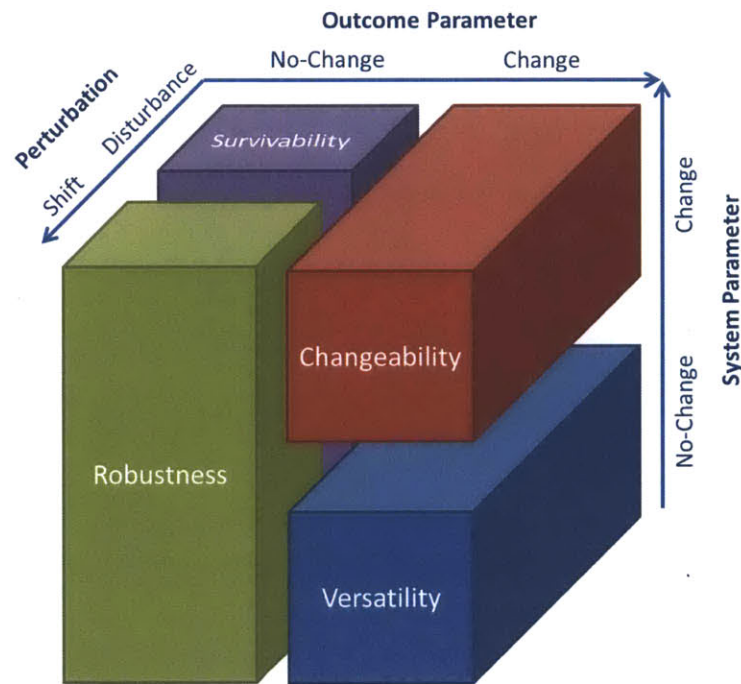 Outcome Parameter
No-Change
Change
Perturbation
Disturbance
Shift
Survivability
Change
System Parameter
Changeability
No-Change
Robustness
Versatility